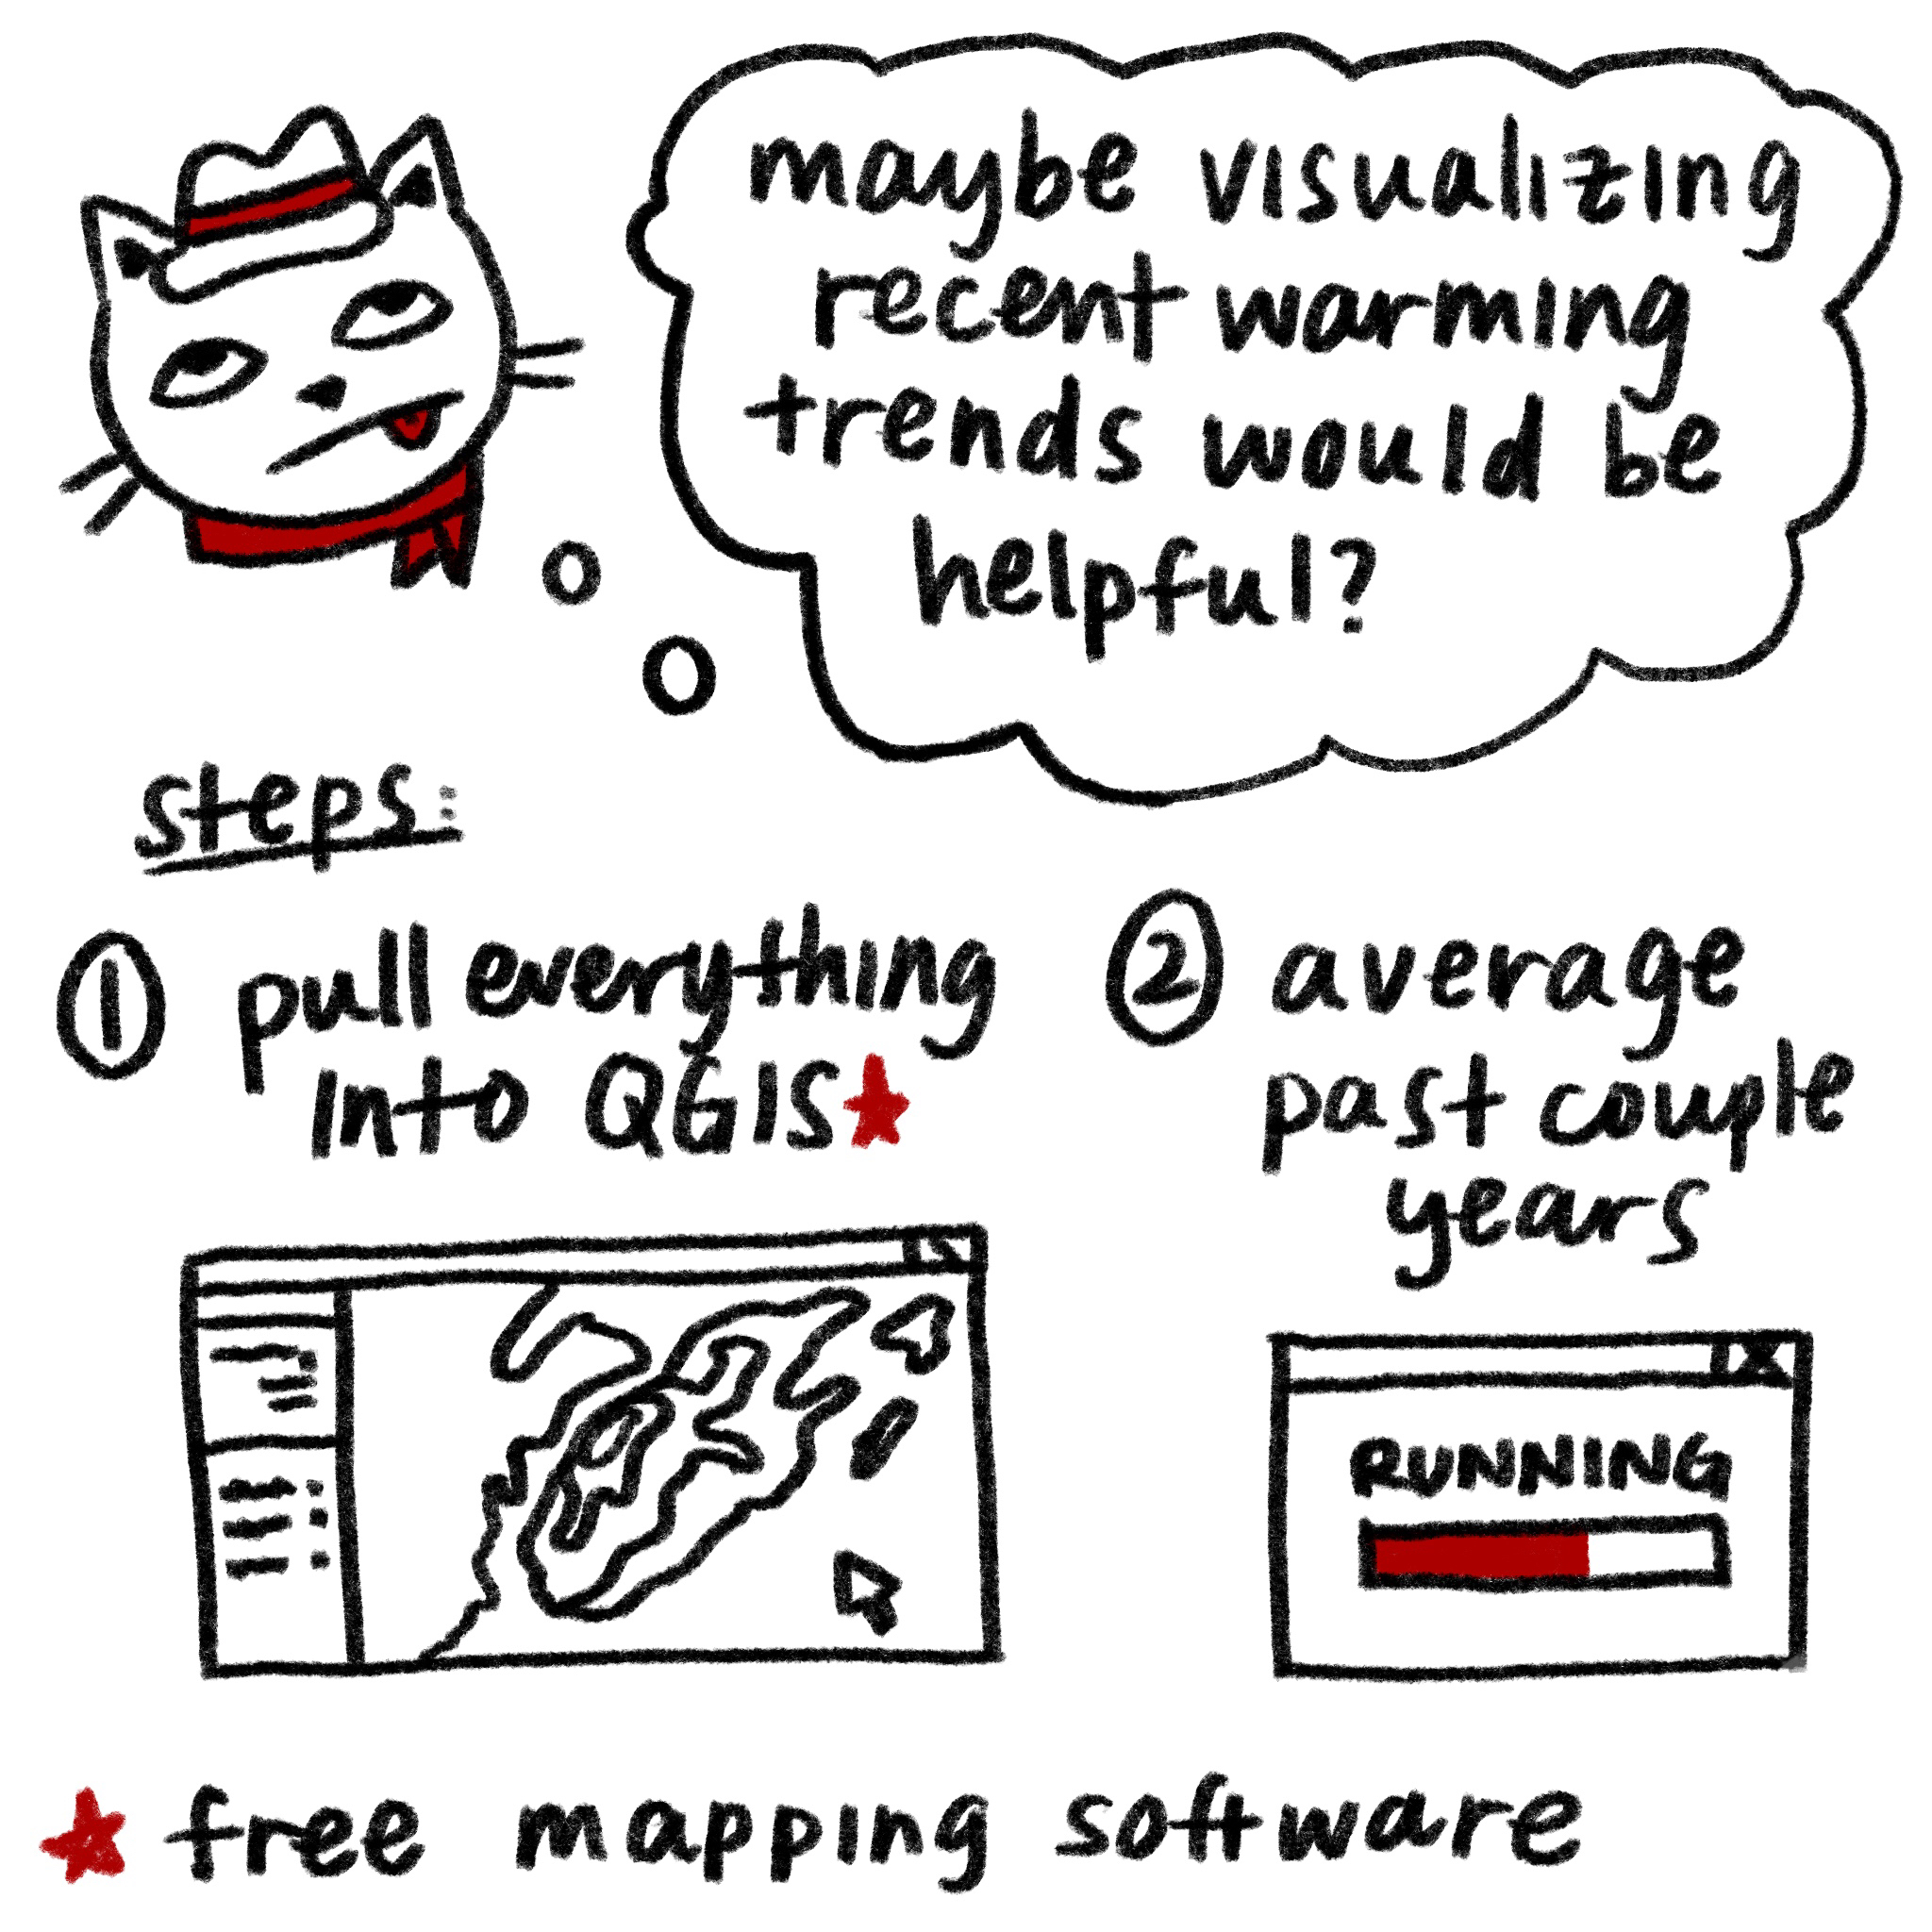 maybe visualizing
recent warming
trends would be
helpful?
steps:
1 pull everything
into QGIS★
2 average
past couple
years
RUNNING
★ free mapping software